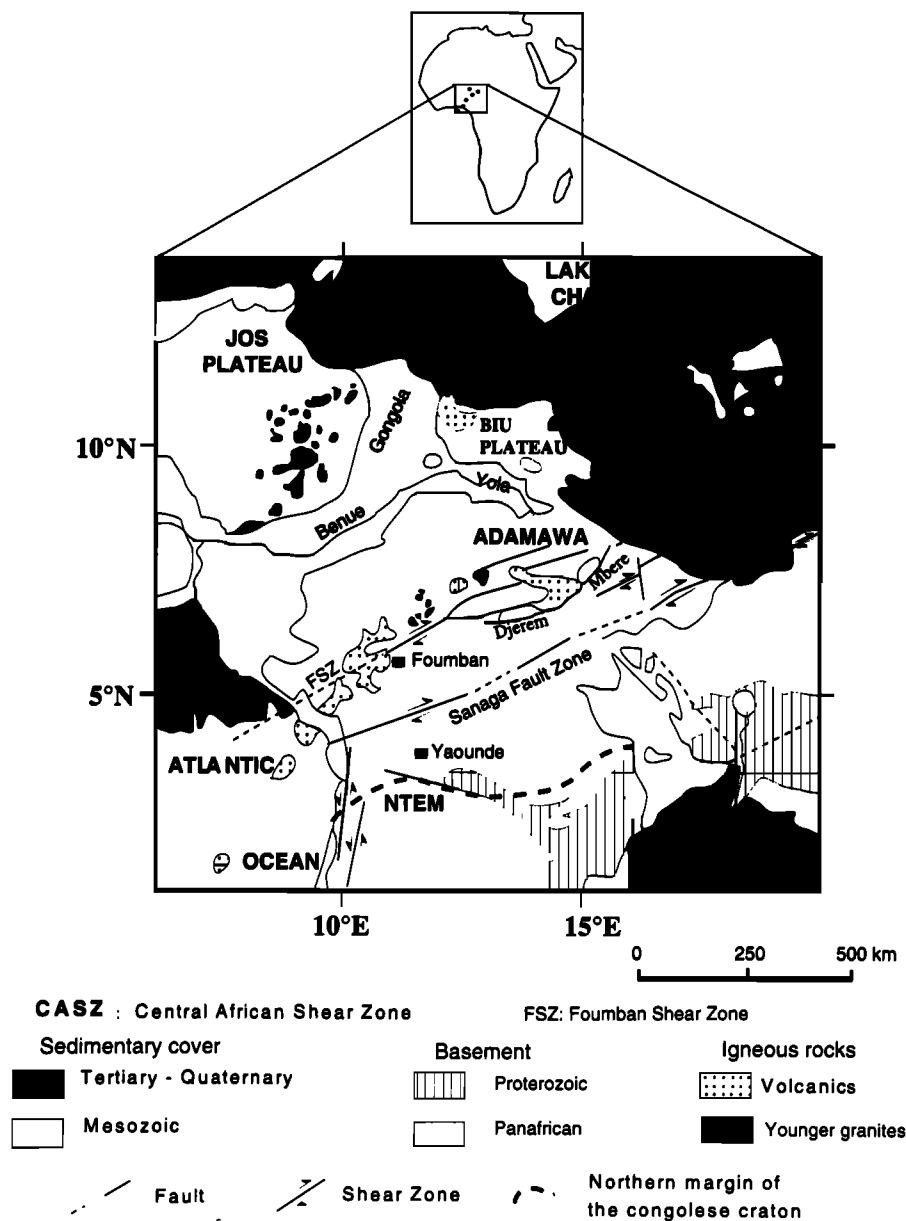 LAK
CH
JOS
PLATEAU
Gongola
BIU
PLATEAU
10°N
Yola
Benue
ADAMAWA
Mbere
Djerem
FSZ
Foumban
Sanaga Fault Zone
5°N
Yaounde
ATLANTIC
NTEM
OCEAN
10°E
15°E
0 250 500 km
CASZ : Central African Shear Zone FSZ: Foumban Shear Zone
Sedimentary cover Basement Igneous rocks
Tertiary - Quaternary Proterozoic Volcanics
Mesozoic Panafrican Younger granites
Fault Shear Zone Northern margin of
the congolese craton